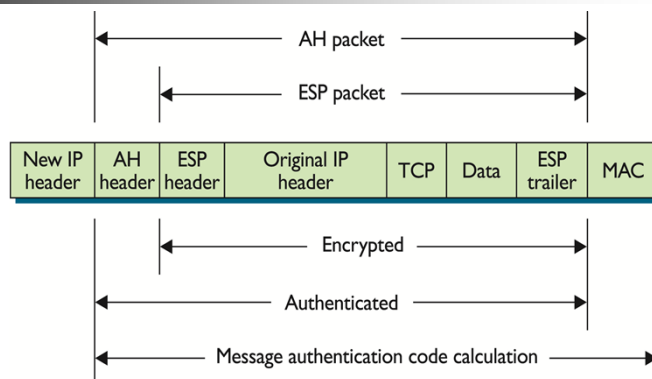 AH packet
ESP packet
New IP header
AH header
ESP header
Original IP header
TCP
Data
ESP trailer
MAC
Encrypted
Authenticated
Message authentication code calculation